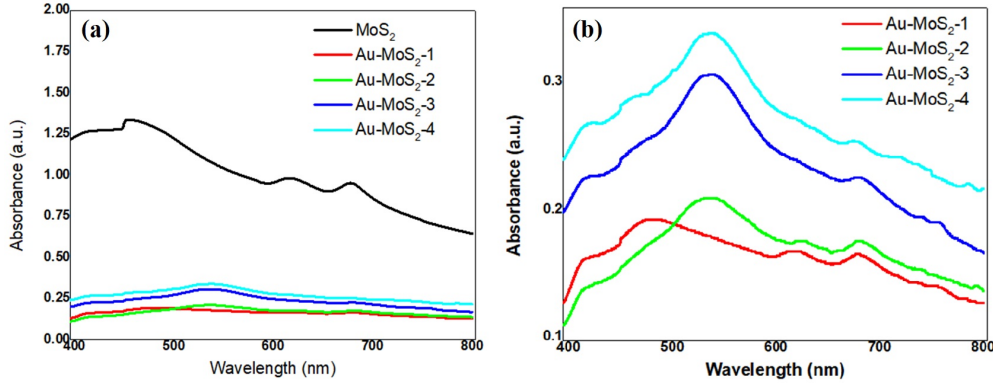 (a)
MoS2
Au-MoS2-1
Au-MoS2-2
Au-MoS2-3
Au-MoS2-4
2.00
1.75
1.50
1.25
1.00
0.75
0.50
0.25
0.00
Absorbance (a.u.)
400 500 600 700 800
Wavelength (nm)
(b)
Au-MoS2-1
Au-MoS2-2
Au-MoS2-3
Au-MoS2-4
0.3
0.2
0.1
Absorbance (a.u.)
400 500 600 700 800
Wavelength (nm)